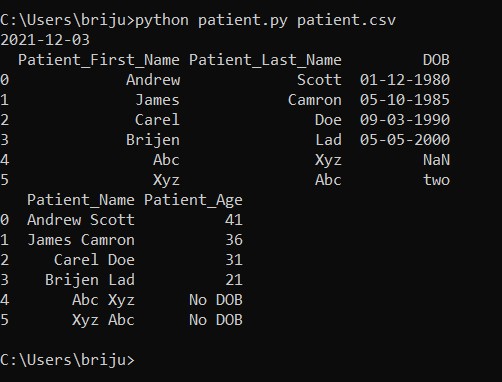 C:\Users\briju>python patient.py patient.csv
2021-12-03
  Patient_First_Name Patient_Last_Name         DOB
0             Andrew             Scott  01-12-1980
1              James            Camron  05-10-1985
2              Carel               Doe  09-03-1990
3             Brijen               Lad  05-05-2000
4                Abc               Xyz         NaN
5                Xyz               Abc         two
   Patient_Name Patient_Age
0  Andrew Scott          41
1  James Camron          36
2     Carel Doe          31
3    Brijen Lad          21
4       Abc Xyz      No DOB
5       Xyz Abc      No DOB
C:\Users\briju>